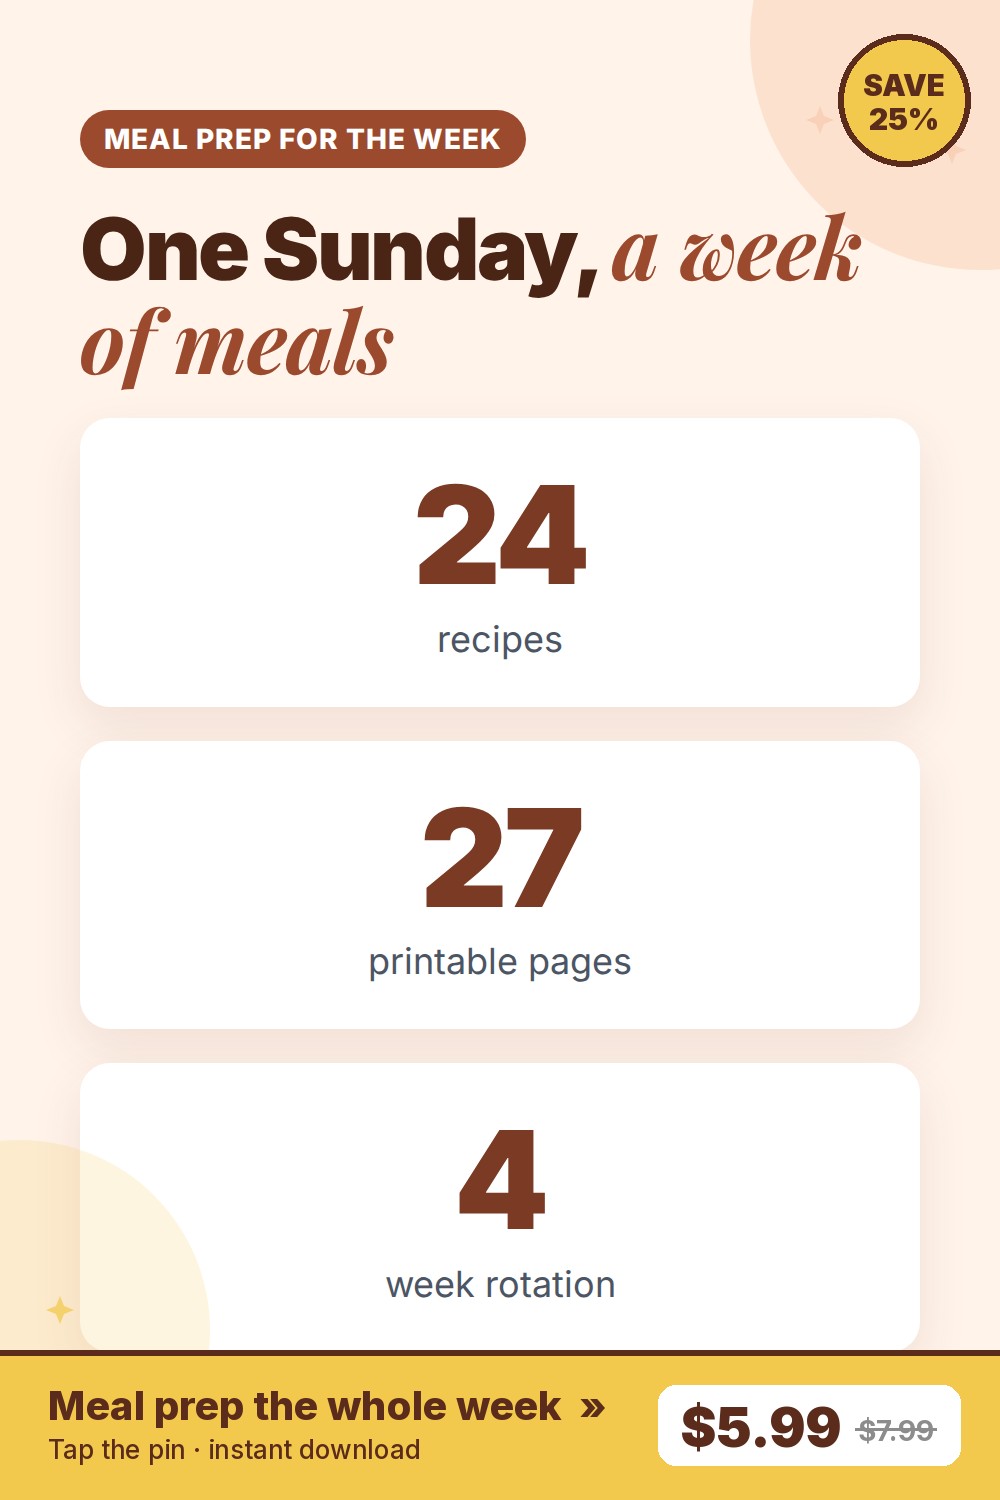 SAVE
25%
MEAL PREP FOR THE WEEK
One Sunday, a week
of meals
24
recipes
27
printable pages
4
week rotation
Meal prep the whole week »
Tap the pin · instant download
$5.99 $7.99